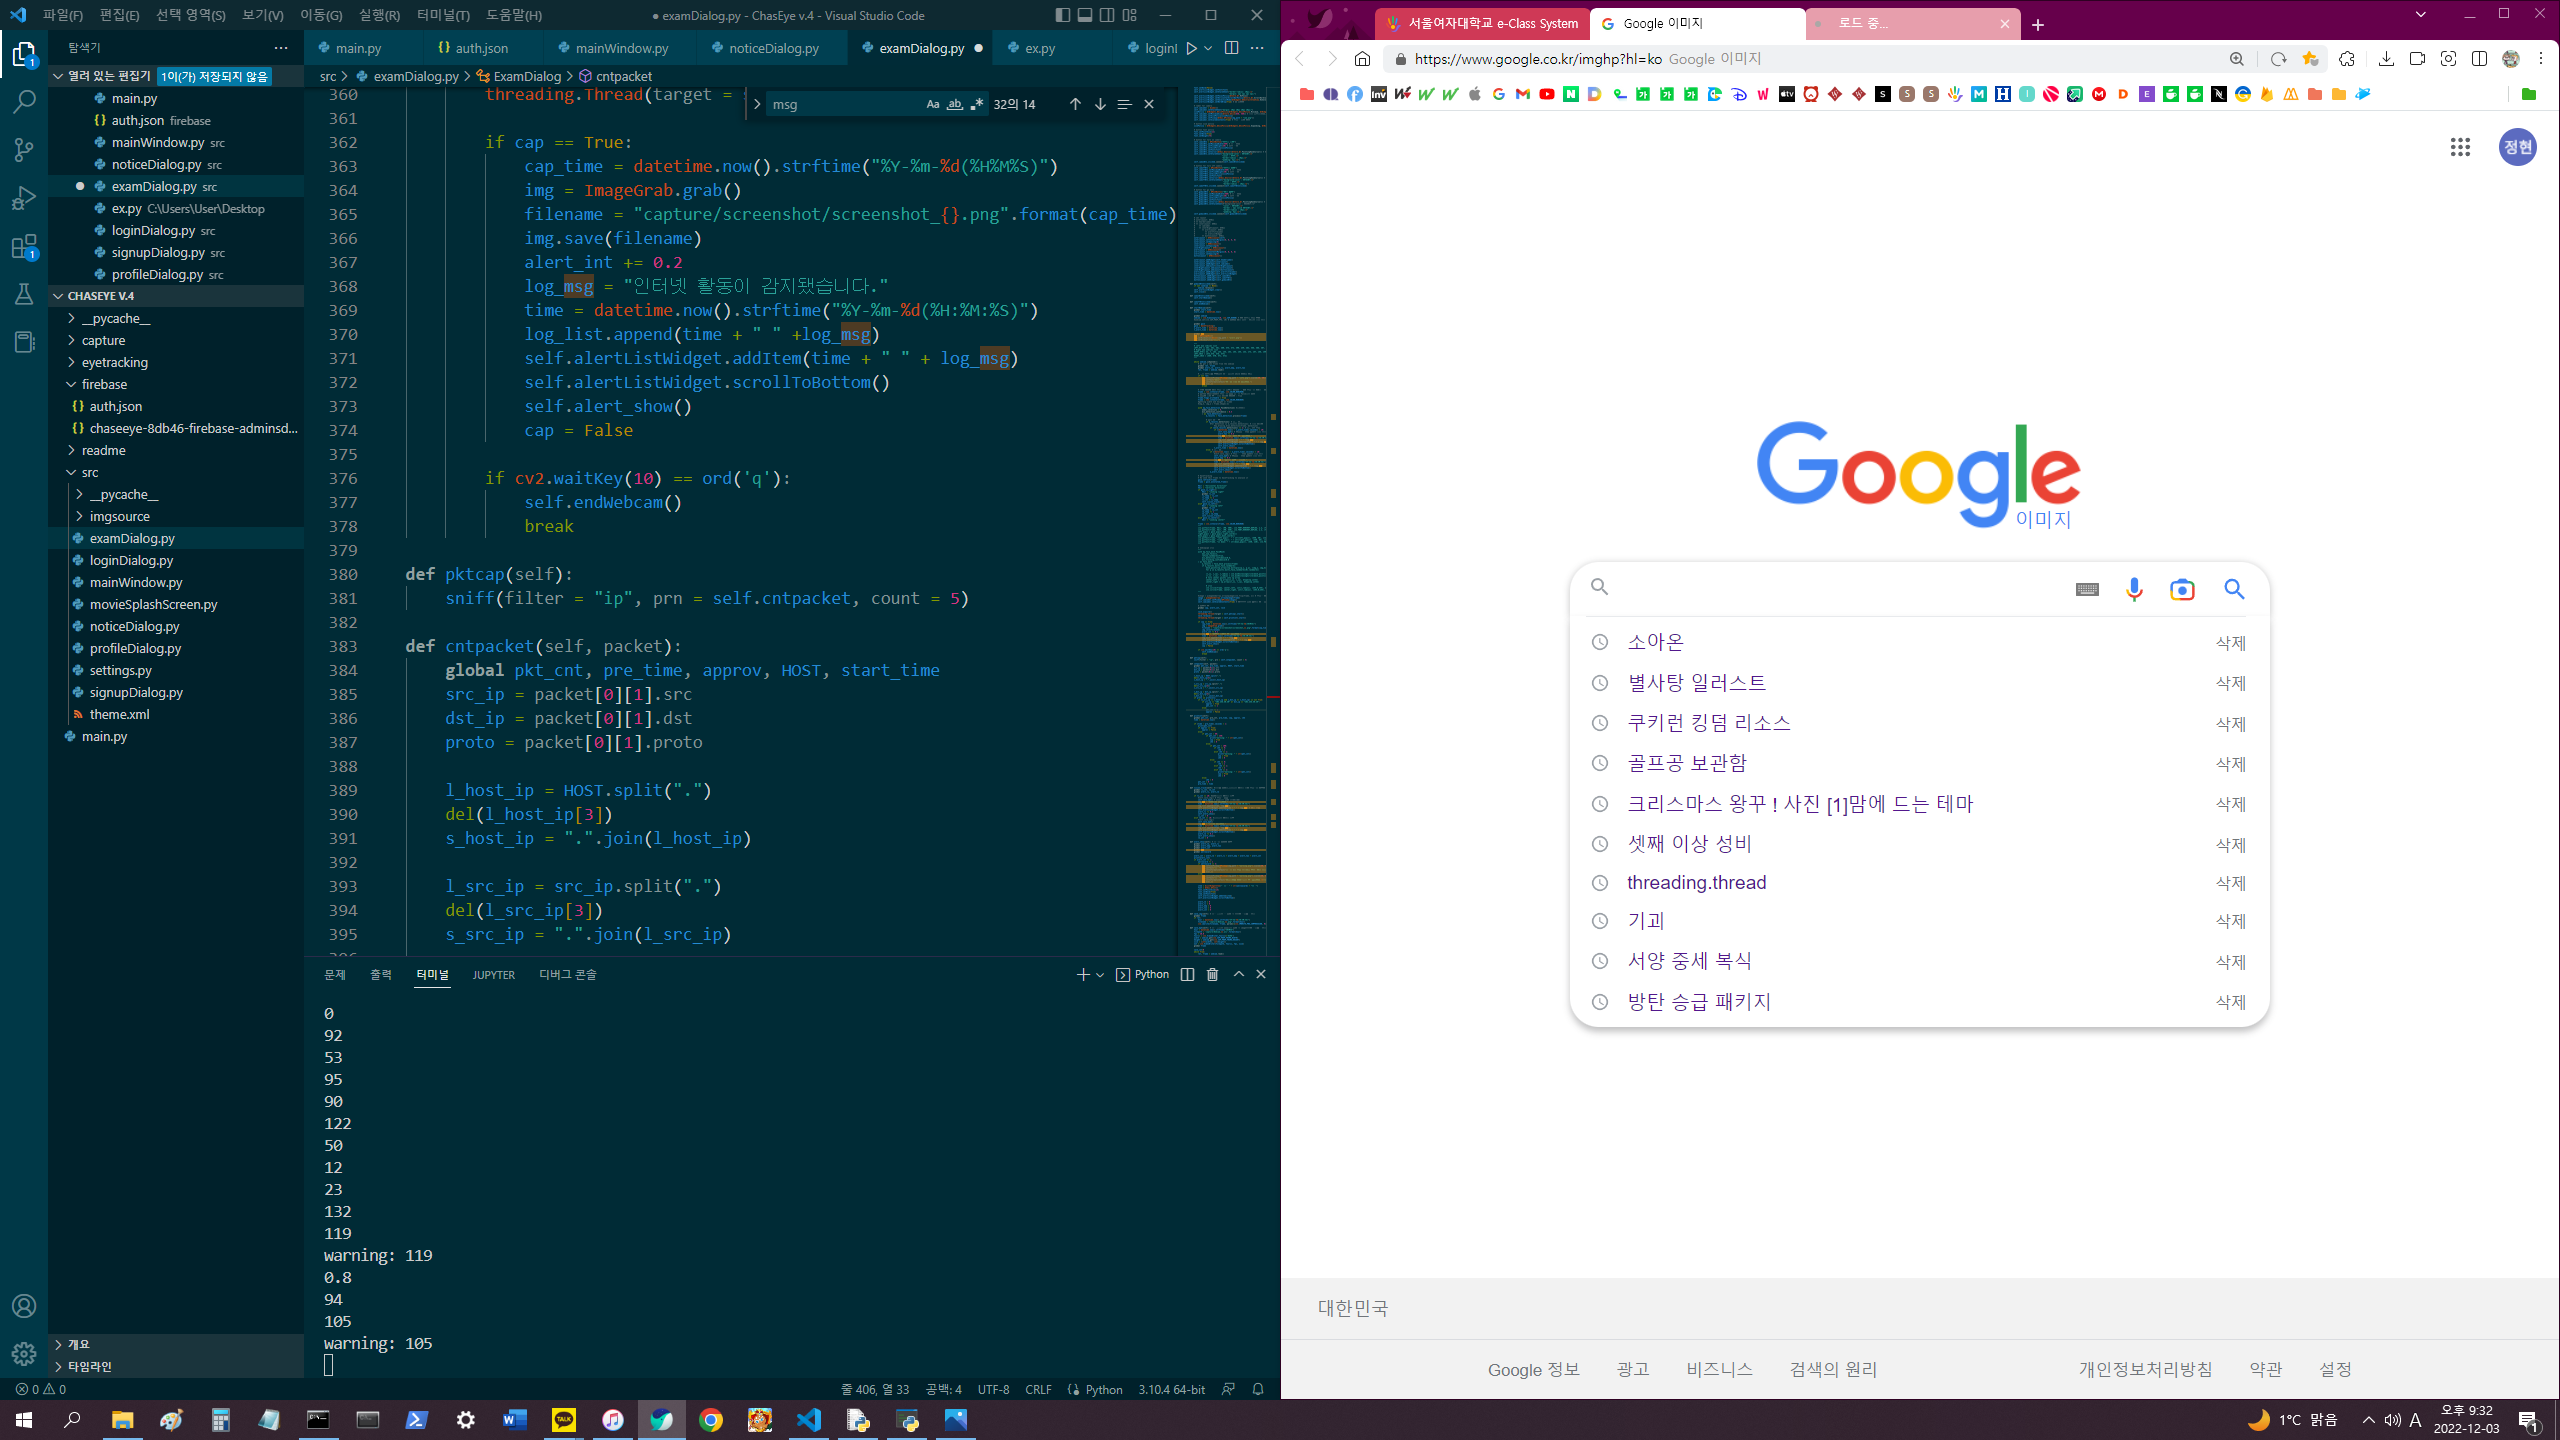 파일(F) 편집(E) 선택 영역(S) 보기(V) 이동(G) 실행(R) 터미널(T) 도움말(H)
● examDialog.py - ChasEye v.4 - Visual Studio Code
탐색기
main.py auth.json mainWindow.py noticeDialog.py examDialog.py ex.py loginI
열려 있는 편집기 1이(가) 저장되지 않음
src > examDialog.py > ExamDialog > cntpacket
main.py
auth.json firebase
mainWindow.py src
noticeDialog.py src
examDialog.py src
ex.py C:\Users\User\Desktop
loginDialog.py src
signupDialog.py src
profileDialog.py src
CHASEYE V.4
__pycache__
capture
eyetracking
firebase
auth.json
chaseeye-8db46-firebase-adminsd...
readme
src
__pycache__
imgsource
examDialog.py
loginDialog.py
mainWindow.py
movieSplashScreen.py
noticeDialog.py
profileDialog.py
settings.py
signupDialog.py
theme.xml
main.py
개요
타임라인
msg
Aa ab 32의 14
360 threading.Thread(target =
361
362 if cap == True:
363 cap_time = datetime.now().strftime("%Y-%m-%d(%H%M%S)")
364 img = ImageGrab.grab()
365 filename = "capture/screenshot/screenshot_{}.png".format(cap_time)
366 img.save(filename)
367 alert_int += 0.2
368 log_msg = "인터넷 활동이 감지됐습니다."
369 time = datetime.now().strftime("%Y-%m-%d(%H:%M:%S)")
370 log_list.append(time + " " +log_msg)
371 self.alertListWidget.addItem(time + " " + log_msg)
372 self.alertListWidget.scrollToBottom()
373 self.alert_show()
374 cap = False
375
376 if cv2.waitKey(10) == ord('q'):
377 self.endWebcam()
378 break
379
380 def pktcap(self):
381 sniff(filter = "ip", prn = self.cntpacket, count = 5)
382
383 def cntpacket(self, packet):
384 global pkt_cnt, pre_time, approv, HOST, start_time
385 src_ip = packet[0][1].src
386 dst_ip = packet[0][1].dst
387 proto = packet[0][1].proto
388
389 l_host_ip = HOST.split(".")
390 del(l_host_ip[3])
391 s_host_ip = ".".join(l_host_ip)
392
393 l_src_ip = src_ip.split(".")
394 del(l_src_ip[3])
395 s_src_ip = ".".join(l_src_ip)
문제 출력 터미널 JUPYTER 디버그 콘솔
Python
0
92
53
95
90
122
50
12
23
132
119
warning: 119
0.8
94
105
warning: 105
0 0
줄 406, 열 33 공백: 4 UTF-8 CRLF Python 3.10.4 64-bit
서울여자대학교 e-Class System Google 이미지 로드 중...
https://www.google.co.kr/imghp?hl=ko Google 이미지
정현
Google
이미지
소아온 삭제
별사탕 일러스트 삭제
쿠키런 킹덤 리소스 삭제
골프공 보관함 삭제
크리스마스 왕꾸 ! 사진 [1]맘에 드는 테마 삭제
셋째 이상 성비 삭제
threading.thread 삭제
기괴 삭제
서양 중세 복식 삭제
방탄 승급 패키지 삭제
대한민국
Google 정보 광고 비즈니스 검색의 원리 개인정보처리방침 약관 설정
1°C 맑음 A 오후 9:32
2022-12-03
1